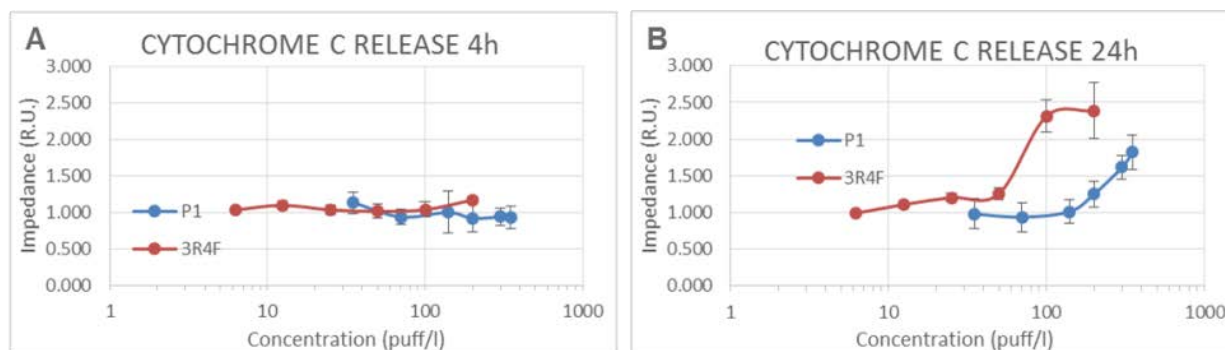 A
CYTOCHROME C RELEASE 4h
3.000
2.500
2.000
1.500
1.000
0.500
0.000
Impedance (R.U.)
P1
3R4F
1 10 100 1000
Concentration (puff/l)
B
CYTOCHROME C RELEASE 24h
3.000
2.500
2.000
1.500
1.000
0.500
0.000
Impedance (R.U.)
P1
3R4F
1 10 100 1000
Concentration (puff/l)